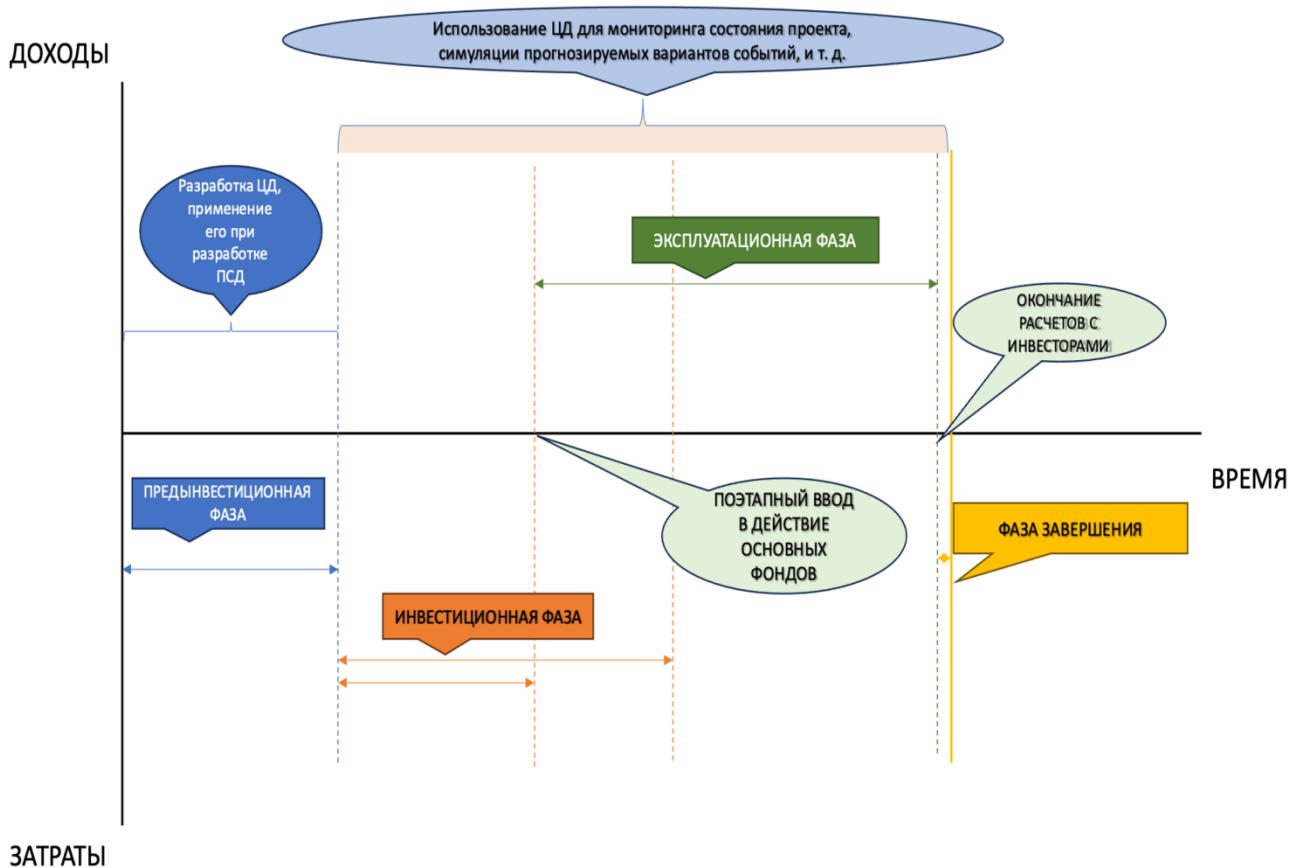 Использование ЦД для мониторинга состояния проекта,
симуляции прогнозируемых вариантов событий, и т. д.
ДОХОДЫ
Разработка ЦД,
применение
его при
разработке
ПСД
ЭКСПЛУАТАЦИОННАЯ ФАЗА
ОКОНЧАНИЕ
РАСЧЕТОВ С
ИНВЕСТОРАМИ
ВРЕМЯ
ПРЕДЫНВЕСТИЦИОННАЯ
ФАЗА
ПОЭТАПНЫЙ ВВОД
В ДЕЙСТВИЕ
ОСНОВНЫХ
ФОНДОВ
ФАЗА ЗАВЕРШЕНИЯ
ИНВЕСТИЦИОННАЯ ФАЗА
ЗАТРАТЫ